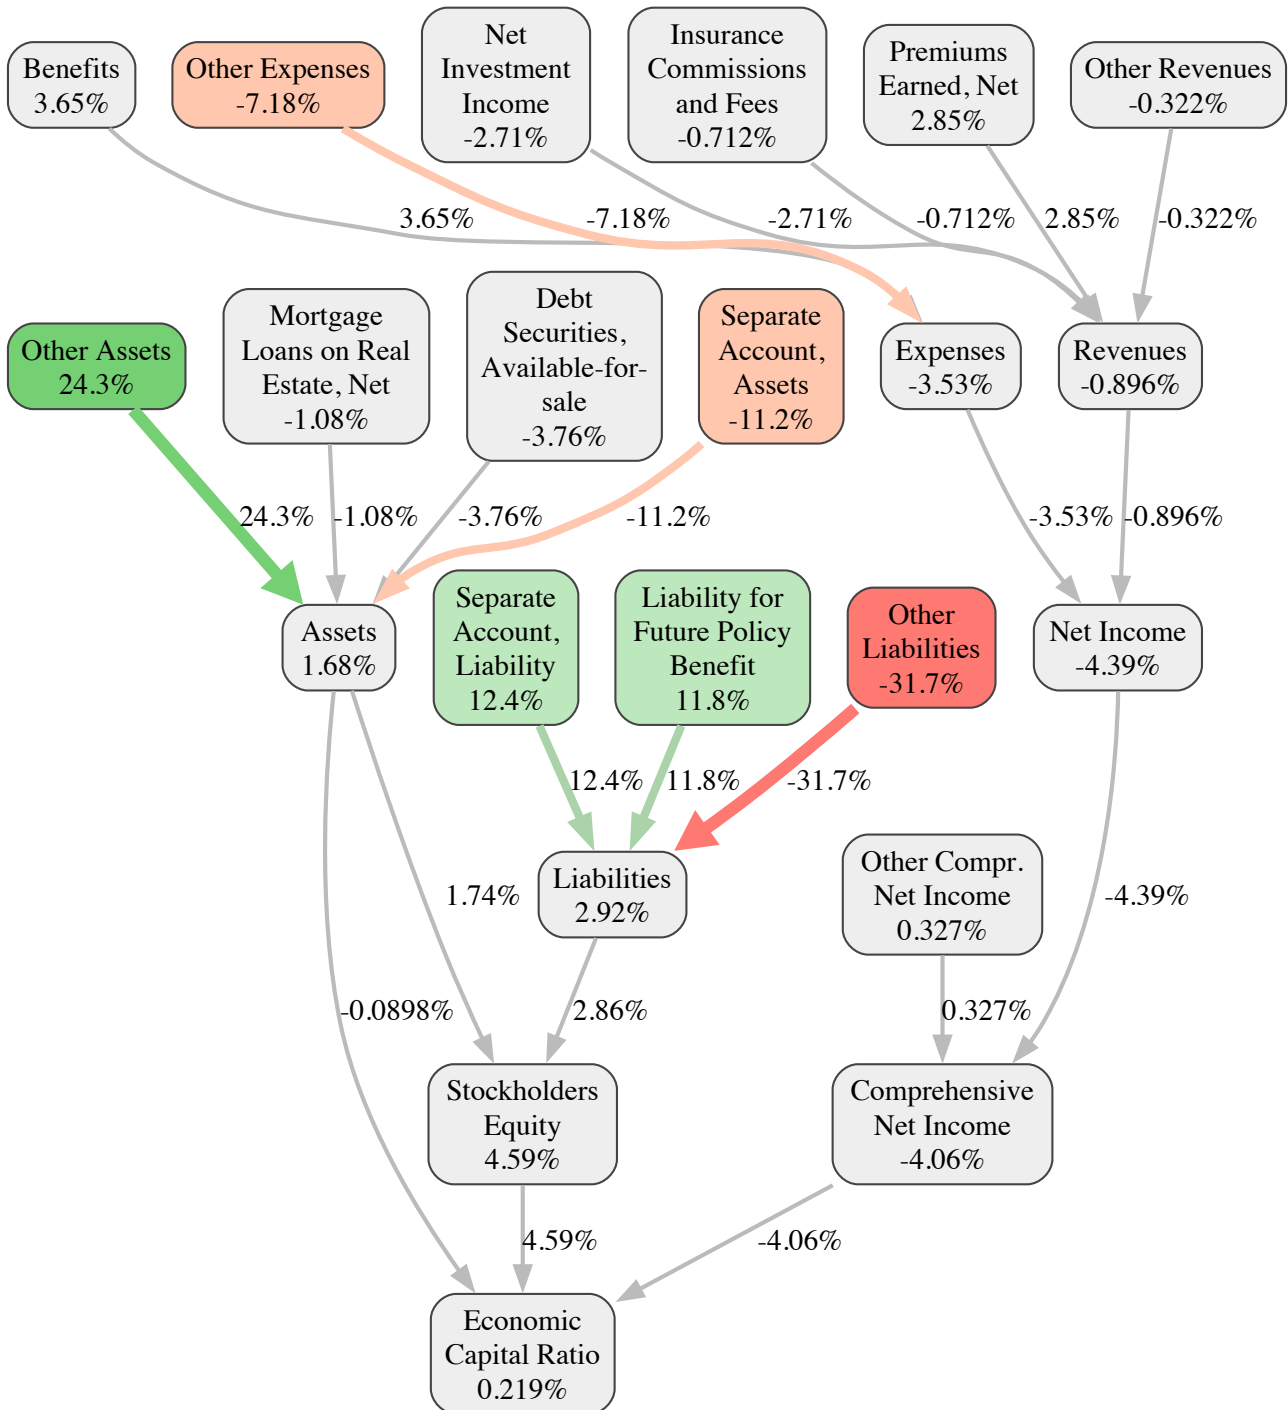 Benefits
3.65%
Other Expenses
-7.18%
Net
Investment
Income
-2.71%
Insurance
Commissions
and Fees
-0.712%
Premiums
Earned, Net
2.85%
Other Revenues
-0.322%
3.65%
-7.18%
-2.71%
-0.712%
2.85%
-0.322%
Other Assets
24.3%
Mortgage
Loans on Real
Estate, Net
-1.08%
Debt
Securities,
Available-for-
sale
-3.76%
Separate
Account,
Assets
-11.2%
Expenses
-3.53%
Revenues
-0.896%
24.3%
-1.08%
-3.76%
-11.2%
-3.53%
-0.896%
Assets
1.68%
Separate
Account,
Liability
12.4%
Liability for
Future Policy
Benefit
11.8%
Other
Liabilities
-31.7%
Net Income
-4.39%
12.4%
11.8%
-31.7%
Liabilities
2.92%
Other Compr.
Net Income
0.327%
1.74%
-4.39%
-0.0898%
2.86%
0.327%
Stockholders
Equity
4.59%
Comprehensive
Net Income
-4.06%
4.59%
-4.06%
Economic
Capital Ratio
0.219%